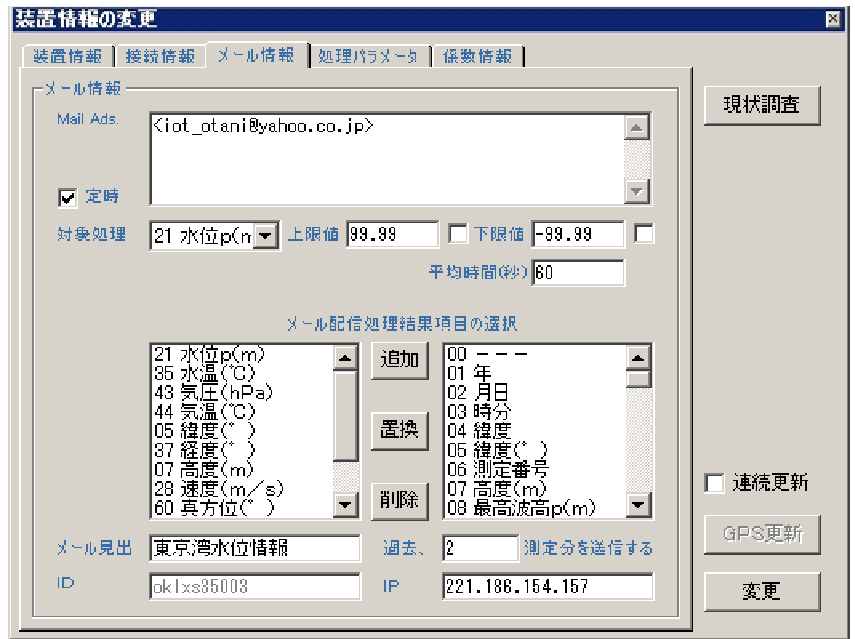 装置情報の変更
装置情報 接続情報 メール情報 処理パラメータ 係数情報
メール情報
現状調査
Mail Ads. <iot_otani@yahoo.co.jp>
定時
対象処理 21 水位p(m 上限値 99.99 下限値 -99.99
平均時間(秒) 60
メール配信処理結果項目の選択
21 水位p(m)
35 水温(℃)
43 気圧(hPa)
44 気温(℃)
05 緯度(ﾟ )
37 経度(ﾟ )
07 高度(m)
28 速度(m/s)
60 真方位(ﾟ )
追加
置換
削除
00 ---
01 年
02 月日
03 時分
04 緯度
05 緯度(ﾟ )
06 測定番号
07 高度(m)
08 最高波高p(m)
連続更新
GPS更新
変更
メール見出 東京湾水位情報 過去、 2 測定分を送信する
ID oklxs35003 IP 221.186.154.157